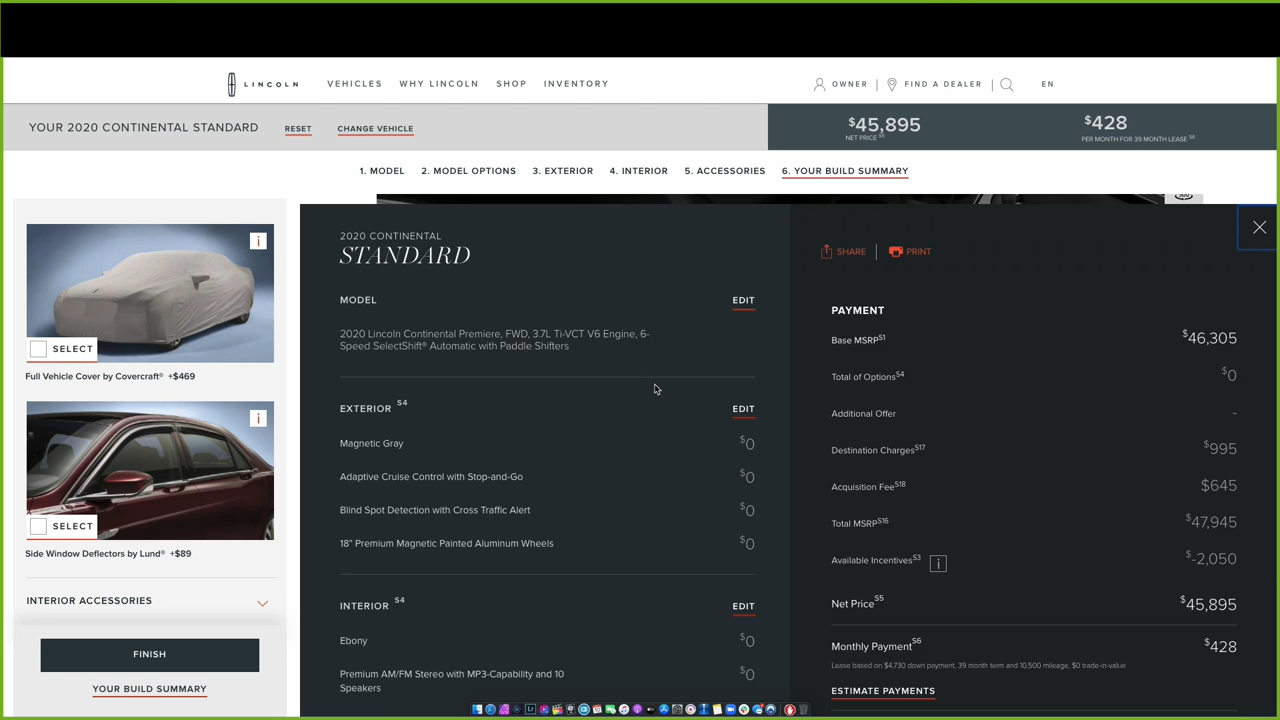 LINCOLN
VEHICLES
WHY LINCOLN
SHOP
INVENTORY
OWNER
FIND A DEALER
EN
YOUR 2020 CONTINENTAL STANDARD
RESET
CHANGE VEHICLE
$45,895
NET PRICE S5
$428
PER MONTH FOR 39 MONTH LEASE S6
1. MODEL
2. MODEL OPTIONS
3. EXTERIOR
4. INTERIOR
5. ACCESSORIES
6. YOUR BUILD SUMMARY
i
SELECT
Full Vehicle Cover by Covercraft® +$469
i
SELECT
Side Window Deflectors by Lund® +$89
INTERIOR ACCESSORIES
FINISH
YOUR BUILD SUMMARY
2020 CONTINENTAL
STANDARD
MODEL
EDIT
2020 Lincoln Continental Premiere, FWD, 3.7L Ti-VCT V6 Engine, 6-
Speed SelectShift® Automatic with Paddle Shifters
EXTERIOR S4
EDIT
Magnetic Gray $0
Adaptive Cruise Control with Stop-and-Go $0
Blind Spot Detection with Cross Traffic Alert $0
18" Premium Magnetic Painted Aluminum Wheels $0
INTERIOR S4
EDIT
Ebony $0
Premium AM/FM Stereo with MP3-Capability and 10 $0
Speakers
SHARE
PRINT
PAYMENT
Base MSRP S1 $46,305
Total of Options S4 $0
Additional Offer –
Destination Charges S17 $995
Acquisition Fee S18 $645
Total MSRP S16 $47,945
Available Incentives S3 i $-2,050
Net Price S5 $45,895
Monthly Payment S6 $428
Lease based on $4,730 down payment, 39 month term and 10,500 mileage, $0 trade-in-value
ESTIMATE PAYMENTS